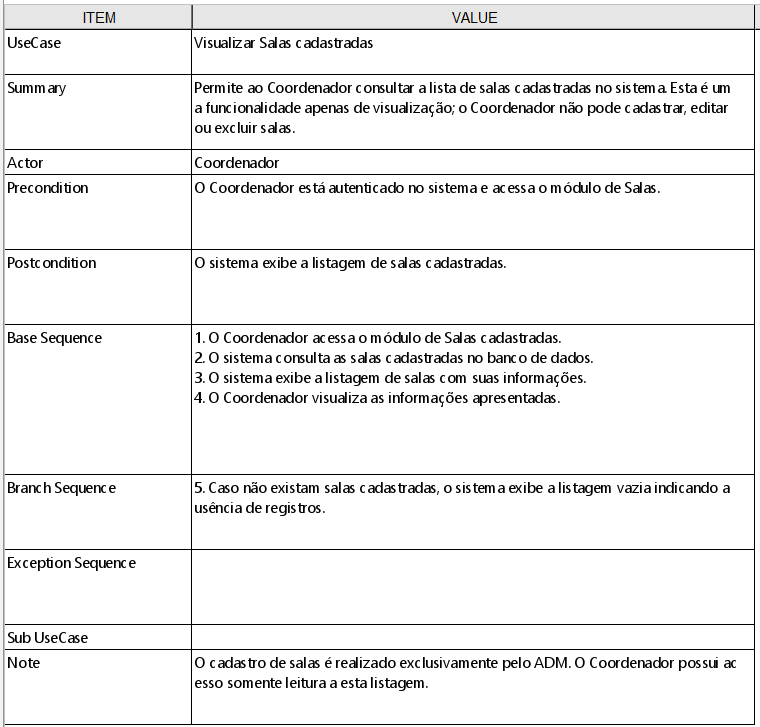 ITEM VALUE
UseCase Visualizar Salas cadastradas
Summary Permite ao Coordenador consultar a lista de salas cadastradas no sistema. Esta é um
a funcionalidade apenas de visualização; o Coordenador não pode cadastrar, editar
ou excluir salas.
Actor Coordenador
Precondition O Coordenador está autenticado no sistema e acessa o módulo de Salas.
Postcondition O sistema exibe a listagem de salas cadastradas.
Base Sequence 1. O Coordenador acessa o módulo de Salas cadastradas.
2. O sistema consulta as salas cadastradas no banco de dados.
3. O sistema exibe a listagem de salas com suas informações.
4. O Coordenador visualiza as informações apresentadas.
Branch Sequence 5. Caso não existam salas cadastradas, o sistema exibe a listagem vazia indicando a
usência de registros.
Exception Sequence
Sub UseCase
Note O cadastro de salas é realizado exclusivamente pelo ADM. O Coordenador possui ac
esso somente leitura a esta listagem.